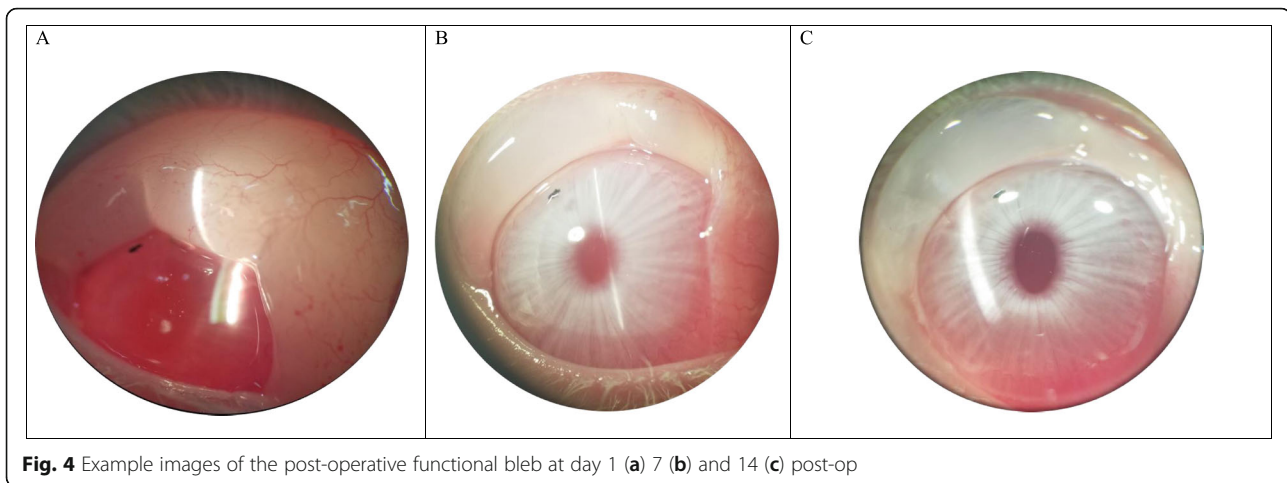 A
B
C
Fig. 4 Example images of the post-operative functional bleb at day 1 (a) 7 (b) and 14 (c) post-op